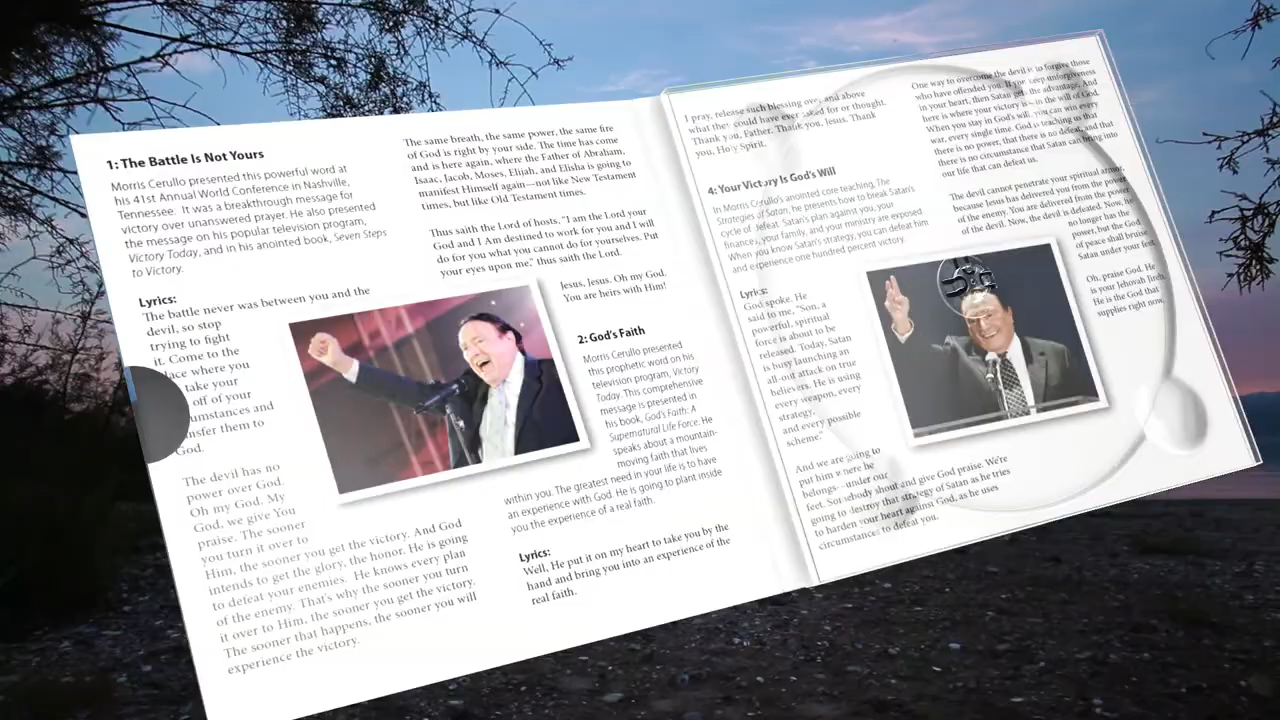 1: The Battle Is Not Yours
Morris Cerullo presented this powerful word at
his 41st Annual World Conference in Nashville,
Tennessee. It was a breakthrough message for
victory over unanswered prayer. He also presented
the message on his popular television program,
Victory Today, and in his anointed book, Seven Steps
to Victory.
Lyrics:
The battle never was between you and the
devil, so stop
trying to fight
it. Come to the
place where you
take your
off of your
and
them to
God.
The devil has no
power over God.
Oh my God. My
God, we give You
praise. The sooner
you turn it over to
Him, the sooner you get the victory. And God
intends to get the glory, the honor. He is going
to defeat your enemies. He knows every plan
of the enemy. That's why the sooner you turn
it over to Him, the sooner you get the victory.
The sooner that happens, the sooner you will
experience the victory.
The same breath, the same power, the same fire
of God is right by your side. The time has come
and is here again, where the Father of Abraham,
Isaac, Jacob, Moses, Elijah, and Elisha is going to
manifest Himself again—not like New Testament
times, but like Old Testament times.
Thus saith the Lord of hosts, "I am the Lord your
God and I Am destined to work for you and I will
do for you what you cannot do for yourselves. Put
your eyes upon me," thus saith the Lord.
Jesus, Jesus. Oh my God.
You are heirs with Him!
2: God's Faith
Morris Cerullo presented
this prophetic word on his
television program, Victory
Today. This comprehensive
message is presented in
his book, God's Faith: A
Supernatural Life Force. He
speaks about a mountain-
moving faith that lives
within you. The greatest need in your life is to have
an experience with God. He is going to plant inside
you the experience of a real faith.
Lyrics:
Well, He put it on my heart to take you by the
hand and bring you into an experience of the
real faith.
I pray, release such blessing over and above
what they could have ever asked for or thought.
Thank you, Father. Thank you, Jesus. Thank
you, Holy Spirit.
4: Your Victory Is God's Will
In Morris Cerullo's anointed core teaching, The
Strategies of Satan, he presents how to break Satan's
cycle of defeat. Satan's plan against you, your
finances, your family, and your ministry are exposed
When you know Satan's strategy, you can defeat him
and experience one hundred percent victory.
Lyrics:
God spoke. He
said to me, "Son, a
powerful, spiritual
force is about to be
released. Today, Satan
is busy launching an
all-out attack on true
believers. He is using
every weapon, every
strategy,
and every possible
scheme."
And we are going to
put him where he
belongs—under our
feet. Somebody shout and give God praise. We're
going to destroy that strategy of Satan as he tries
to harden your heart against God, as he uses
circumstances to defeat you.
One way to overcome the devil is to forgive those
who have offended you. If you keep unforgiveness
in your heart, then Satan gets the advantage. And
here is where your victory is—in the will of God.
When you stay in God's will, you can win every
war, every single time. God is teaching us that
there is no power, that there is no defeat, and that
there is no circumstance that Satan can bring into
our life that can defeat us.
The devil cannot penetrate your spiritual armor
because Jesus has delivered you from the power
of the enemy. You are delivered from the power
of the devil. Now, the devil is defeated. Now, he
no longer has the
power, but the God
of peace shall bruise
Satan under your feet.
Oh, praise God. He
is your Jehovah Jireh.
He is the God that
supplies right now.